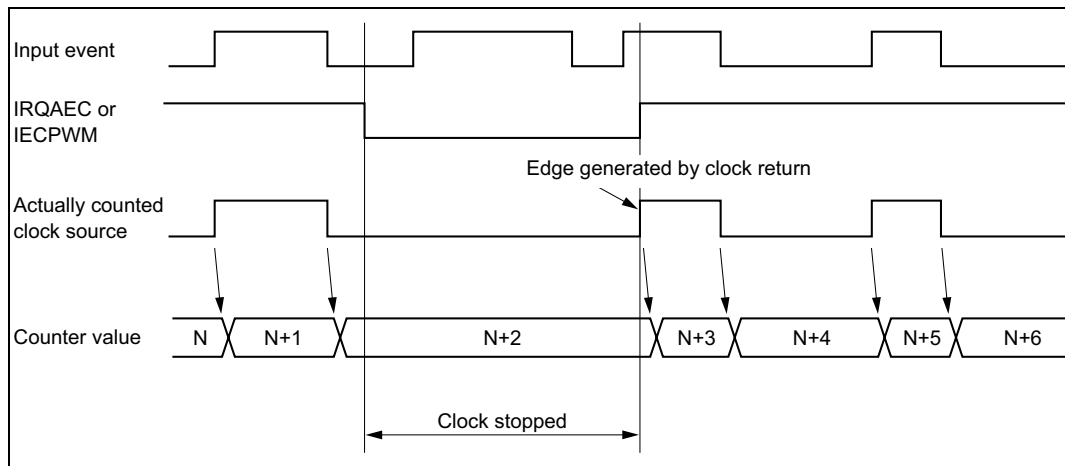 Input event
IRQAEC or
IECPWM
Edge generated by clock return
Actually counted
clock source
Counter value
N
N+1
N+2
N+3
N+4
N+5
N+6
Clock stopped